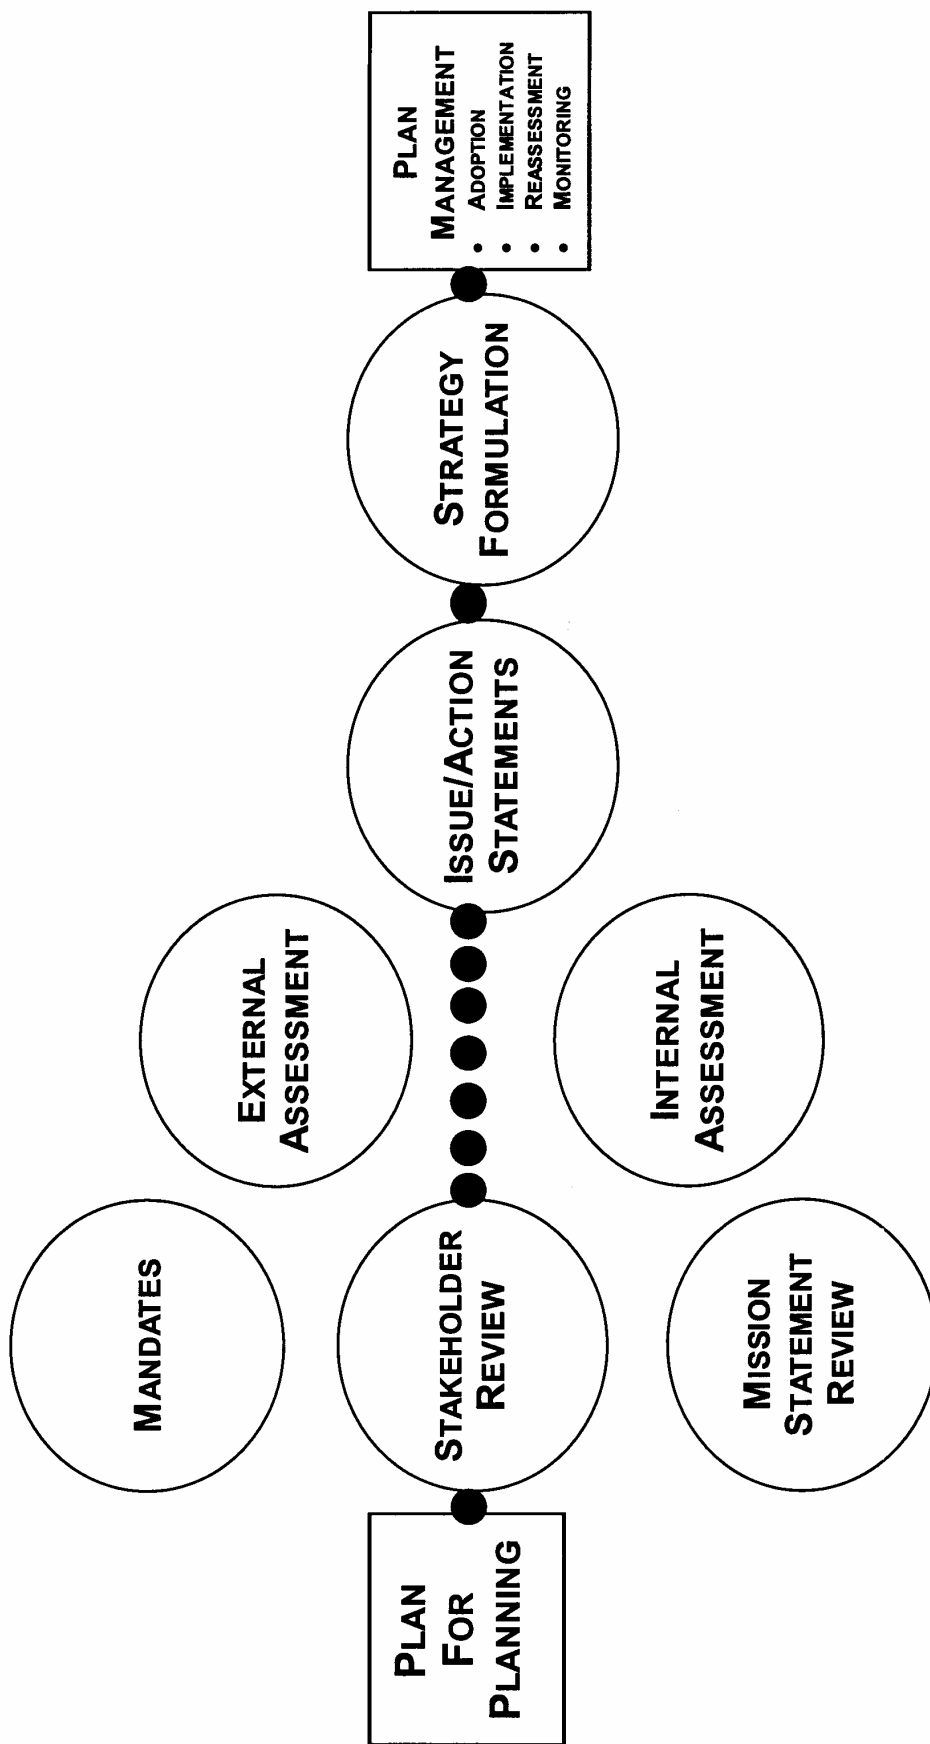 PLAN
FOR
PLANNING
MANDATES
STAKEHOLDER
REVIEW
MISSION
STATEMENT
REVIEW
EXTERNAL
ASSESSMENT
INTERNAL
ASSESSMENT
ISSUE/ACTION
STATEMENTS
STRATEGY
FORMULATION
PLAN
MANAGEMENT
• ADOPTION
• IMPLEMENTATION
• REASSESSMENT
• MONITORING